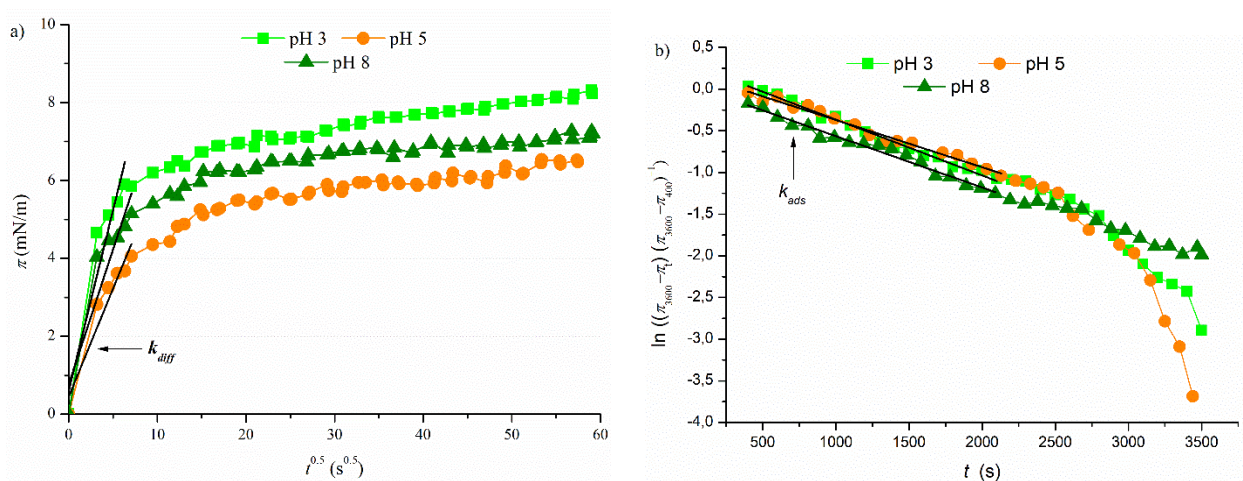 a)
pH 3 pH 5
pH 8
π (mN/m)
10
8
6
4
2
0
k_diff
0 10 20 30 40 50 60
t^0.5 (s^0.5)
b)
pH 3 pH 5
pH 8
ln ((π_3600−π_t) (π_3600−π_400)^−1)
0,5
0,0
-0,5
-1,0
-1,5
-2,0
-2,5
-3,0
-3,5
-4,0
k_ads
500 1000 1500 2000 2500 3000 3500
t (s)